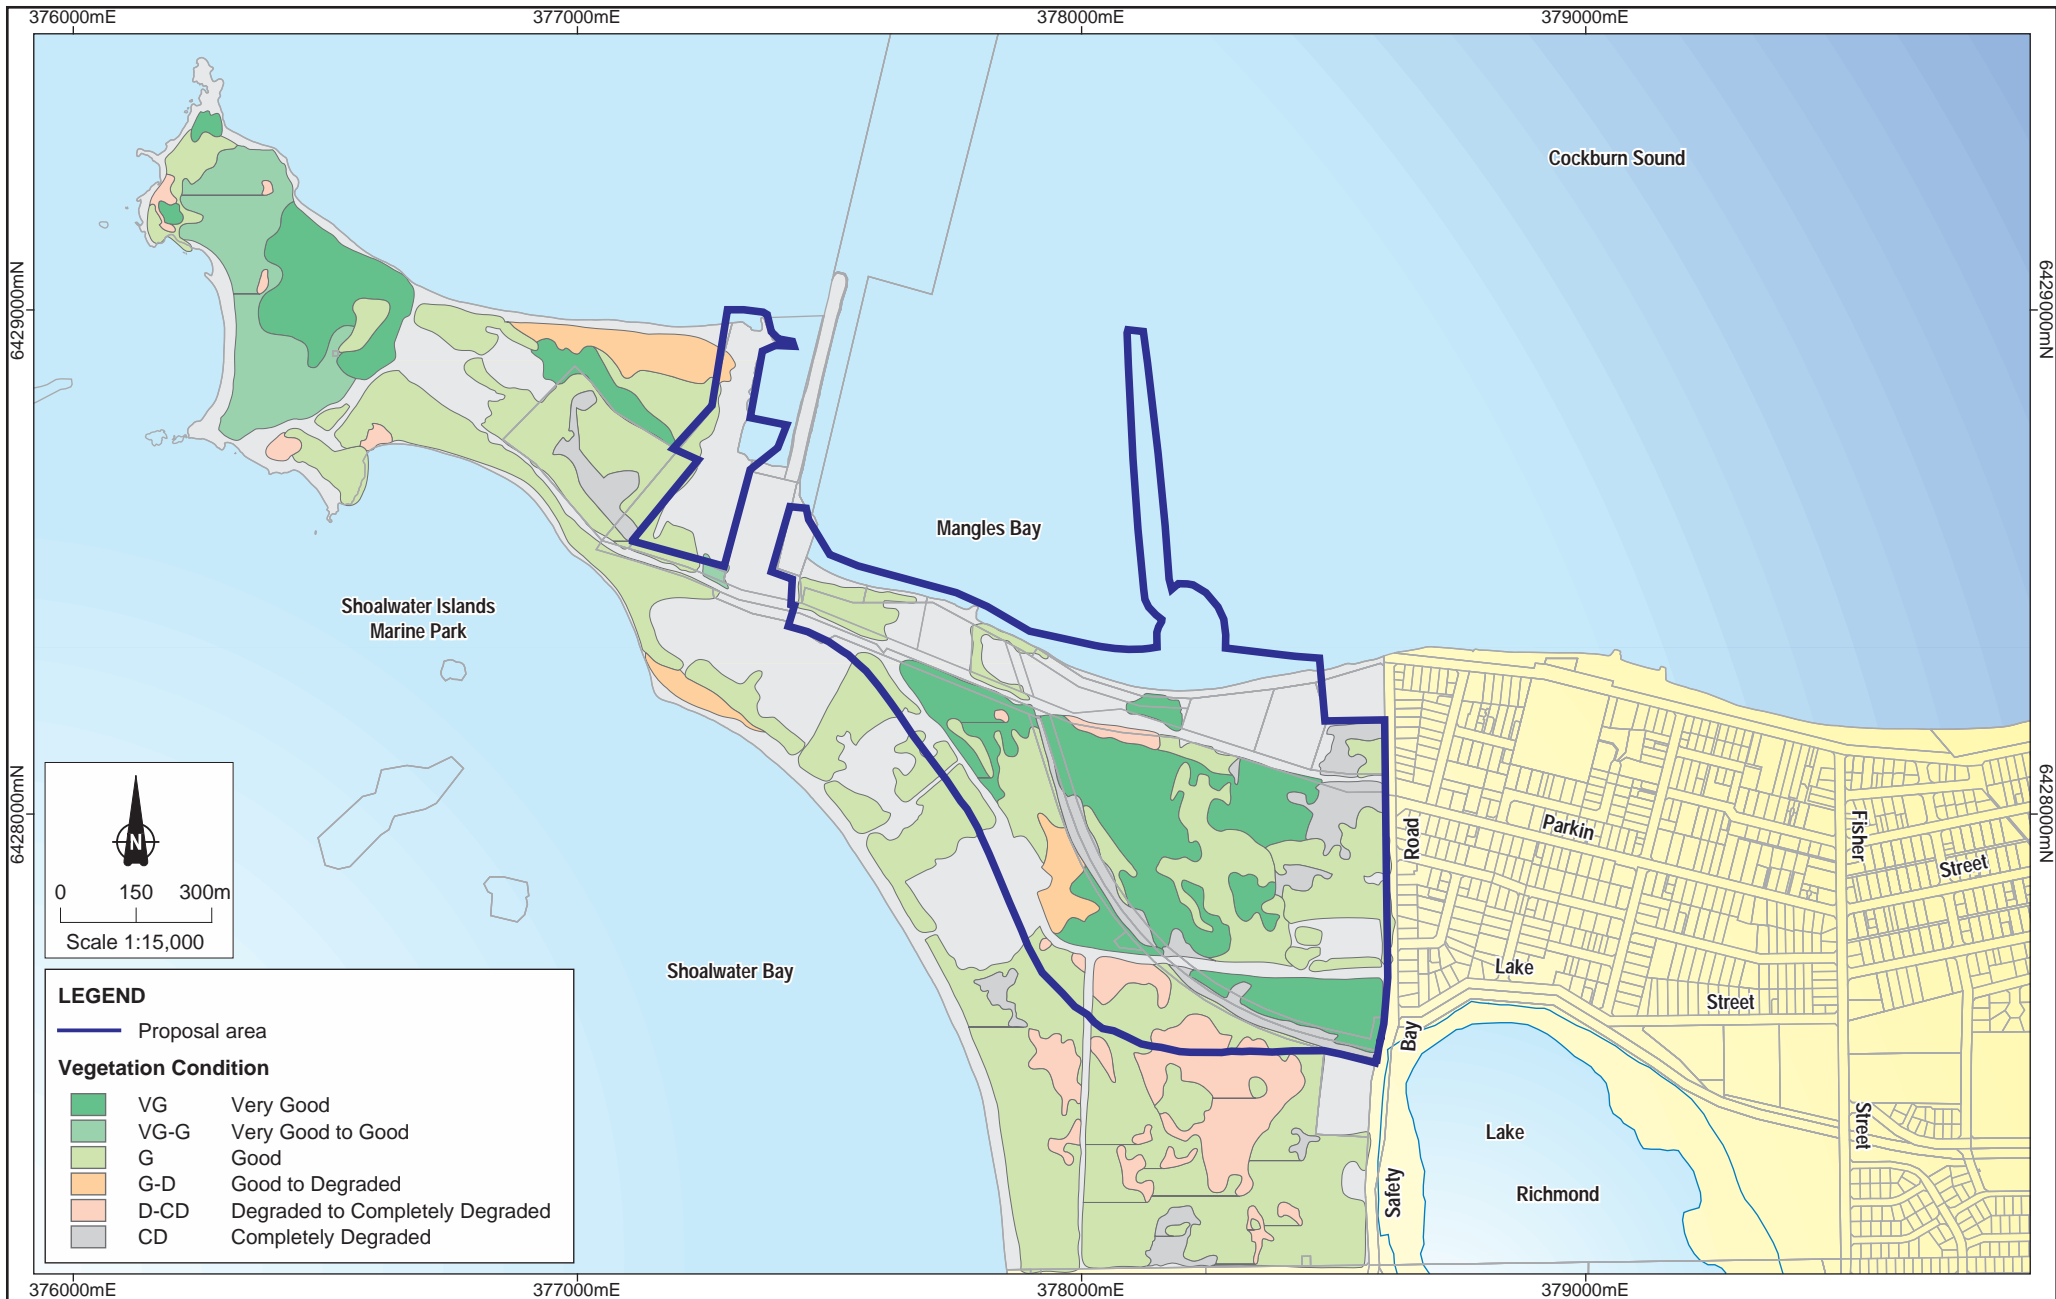 376000mE
377000mE
378000mE
379000mE
Cockburn Sound
6429000mN
6429000mN
Mangles Bay
Shoalwater Islands
Marine Park
6428000mN
6428000mN
N
0 150 300m
Scale 1:15,000
Parkin
Street
Fisher
Street
Road
Bay
Safety
Lake
Street
Shoalwater Bay
Lake
Richmond
LEGEND
Proposal area
Vegetation Condition
VG Very Good
VG-G Very Good to Good
G Good
G-D Good to Degraded
D-CD Degraded to Completely Degraded
CD Completely Degraded
376000mE
377000mE
378000mE
379000mE